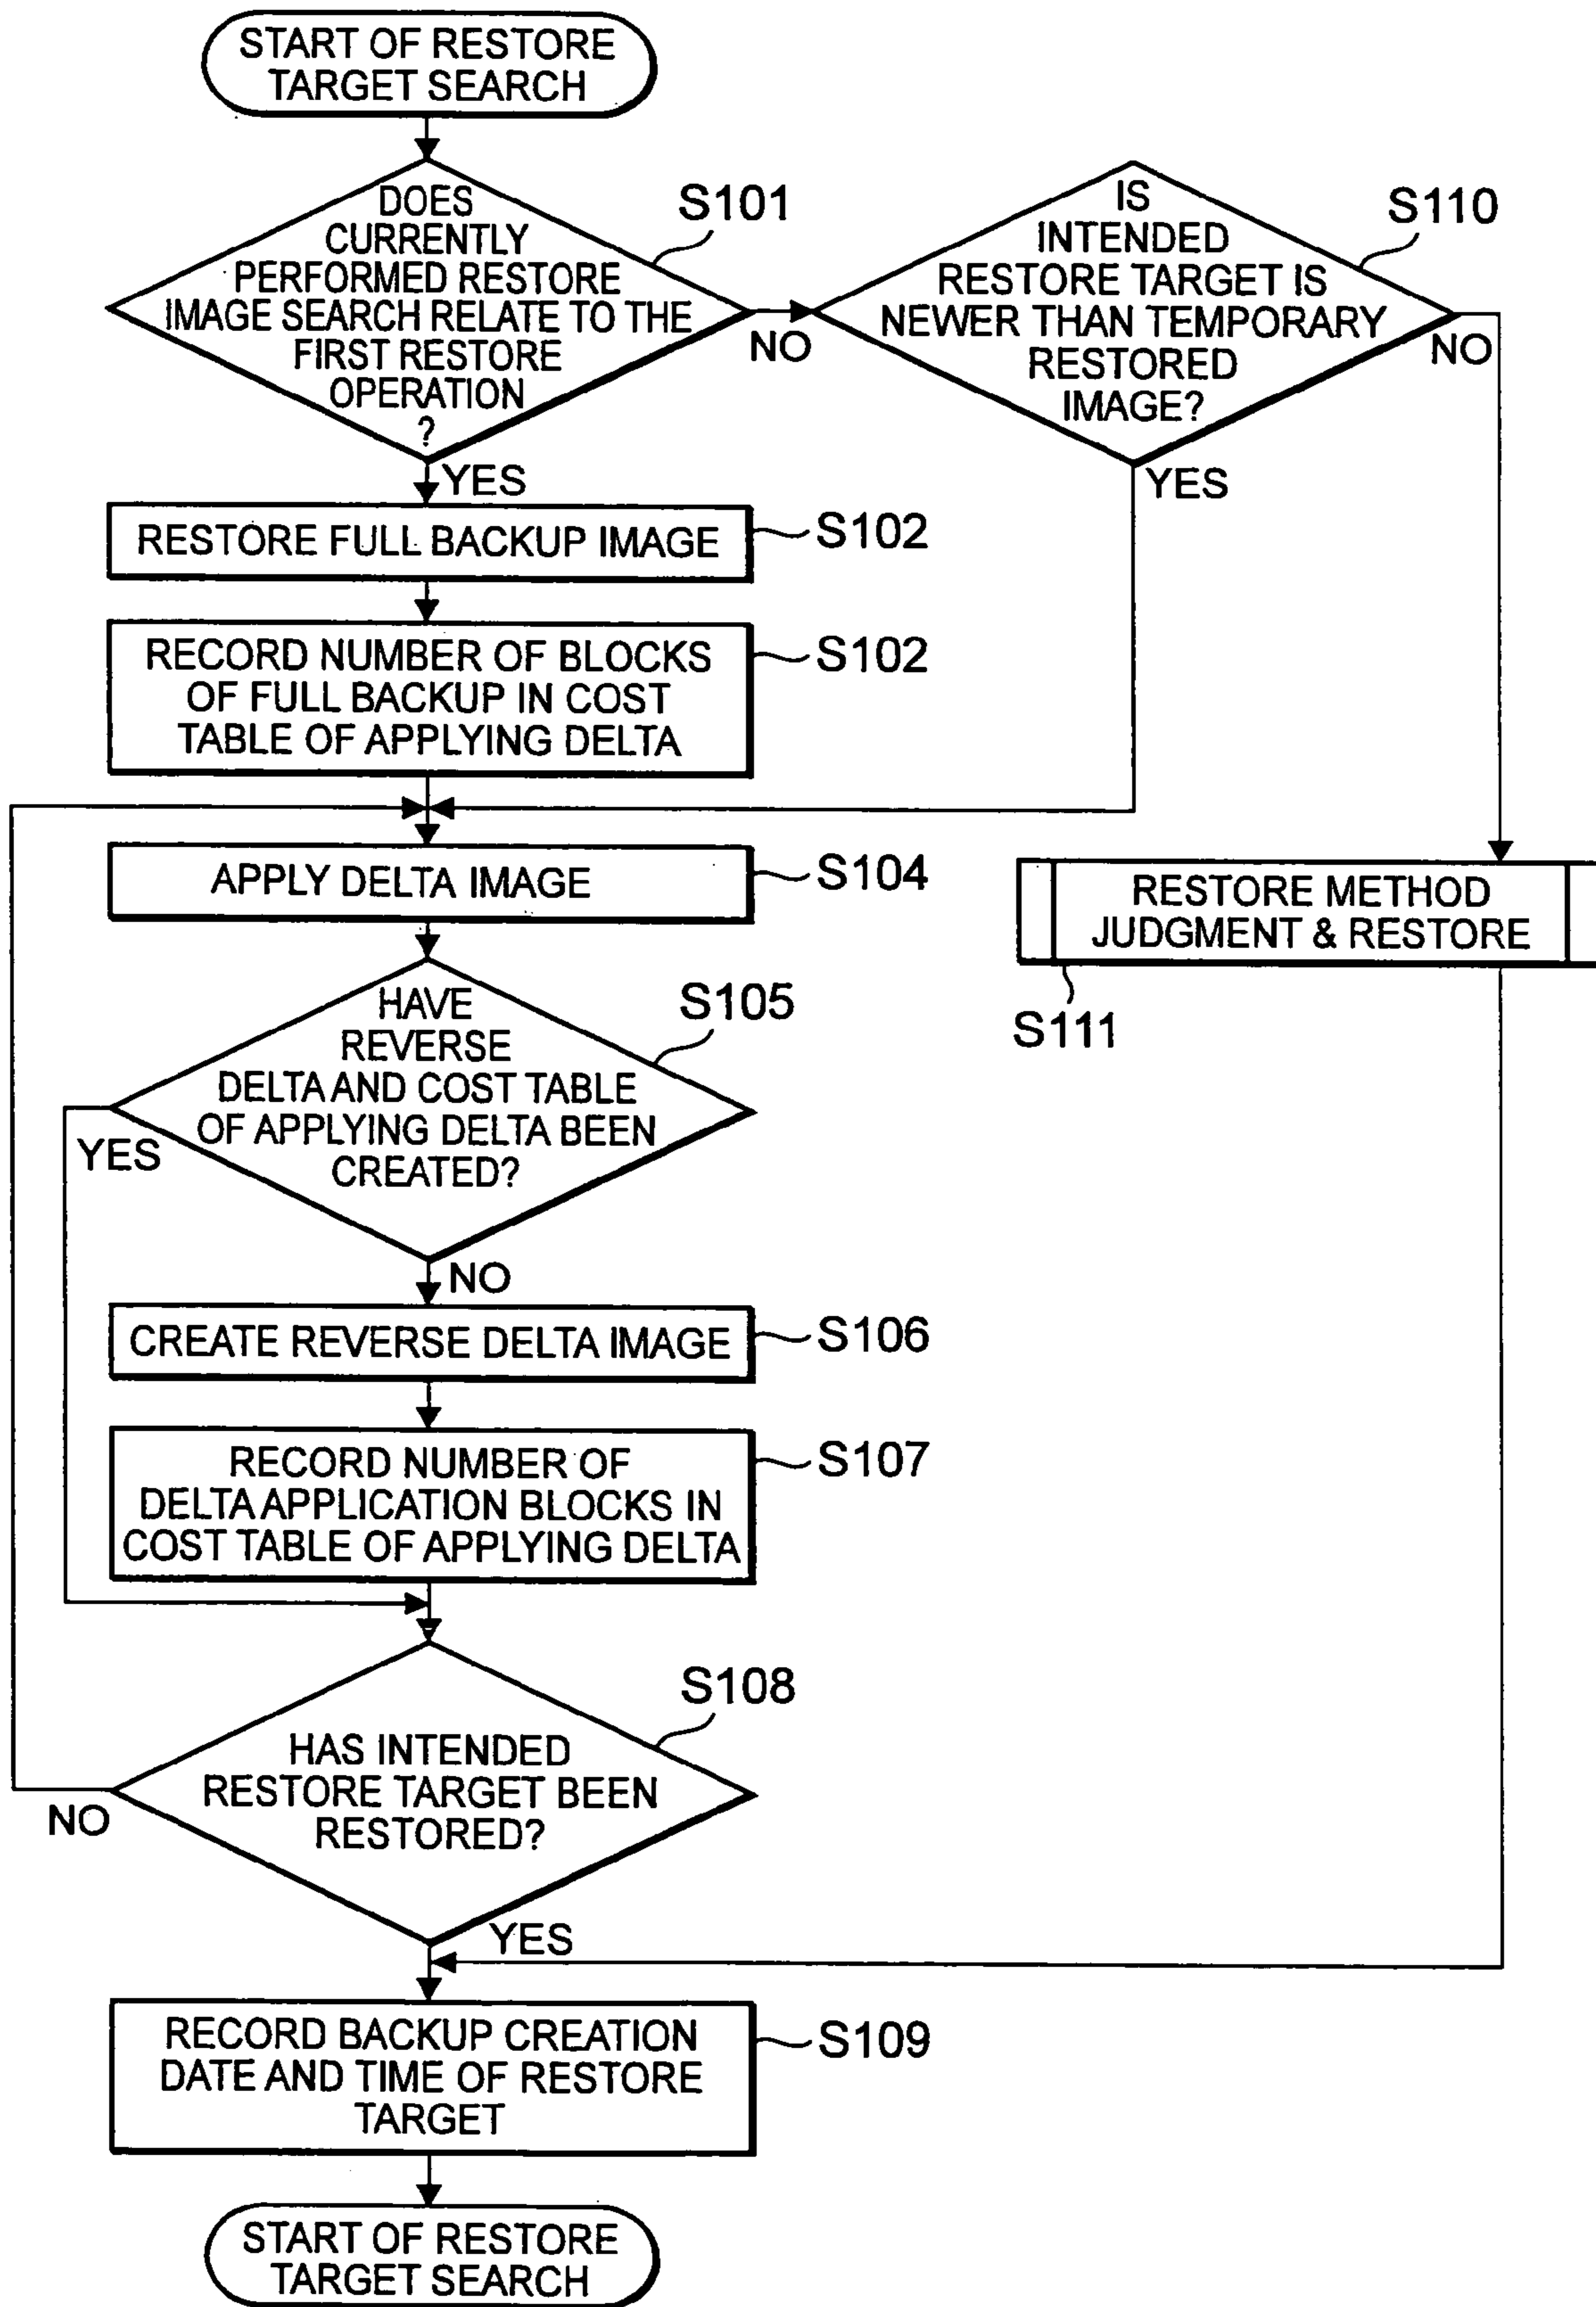 START OF RESTORE
TARGET SEARCH
DOES
CURRENTLY
PERFORMED RESTORE
IMAGE SEARCH RELATE TO THE
FIRST RESTORE
OPERATION
?
S101
NO
YES
IS
INTENDED
RESTORE TARGET IS
NEWER THAN TEMPORARY
RESTORED
IMAGE?
S110
NO
YES
RESTORE FULL BACKUP IMAGE
S102
RECORD NUMBER OF BLOCKS
OF FULL BACKUP IN COST
TABLE OF APPLYING DELTA
S102
APPLY DELTA IMAGE
S104
RESTORE METHOD
JUDGMENT & RESTORE
S111
HAVE
REVERSE
DELTA AND COST TABLE
OF APPLYING DELTA BEEN
CREATED?
S105
YES
NO
CREATE REVERSE DELTA IMAGE
S106
RECORD NUMBER OF
DELTA APPLICATION BLOCKS IN
COST TABLE OF APPLYING DELTA
S107
HAS INTENDED
RESTORE TARGET BEEN
RESTORED?
S108
NO
YES
RECORD BACKUP CREATION
DATE AND TIME OF RESTORE
TARGET
S109
START OF RESTORE
TARGET SEARCH